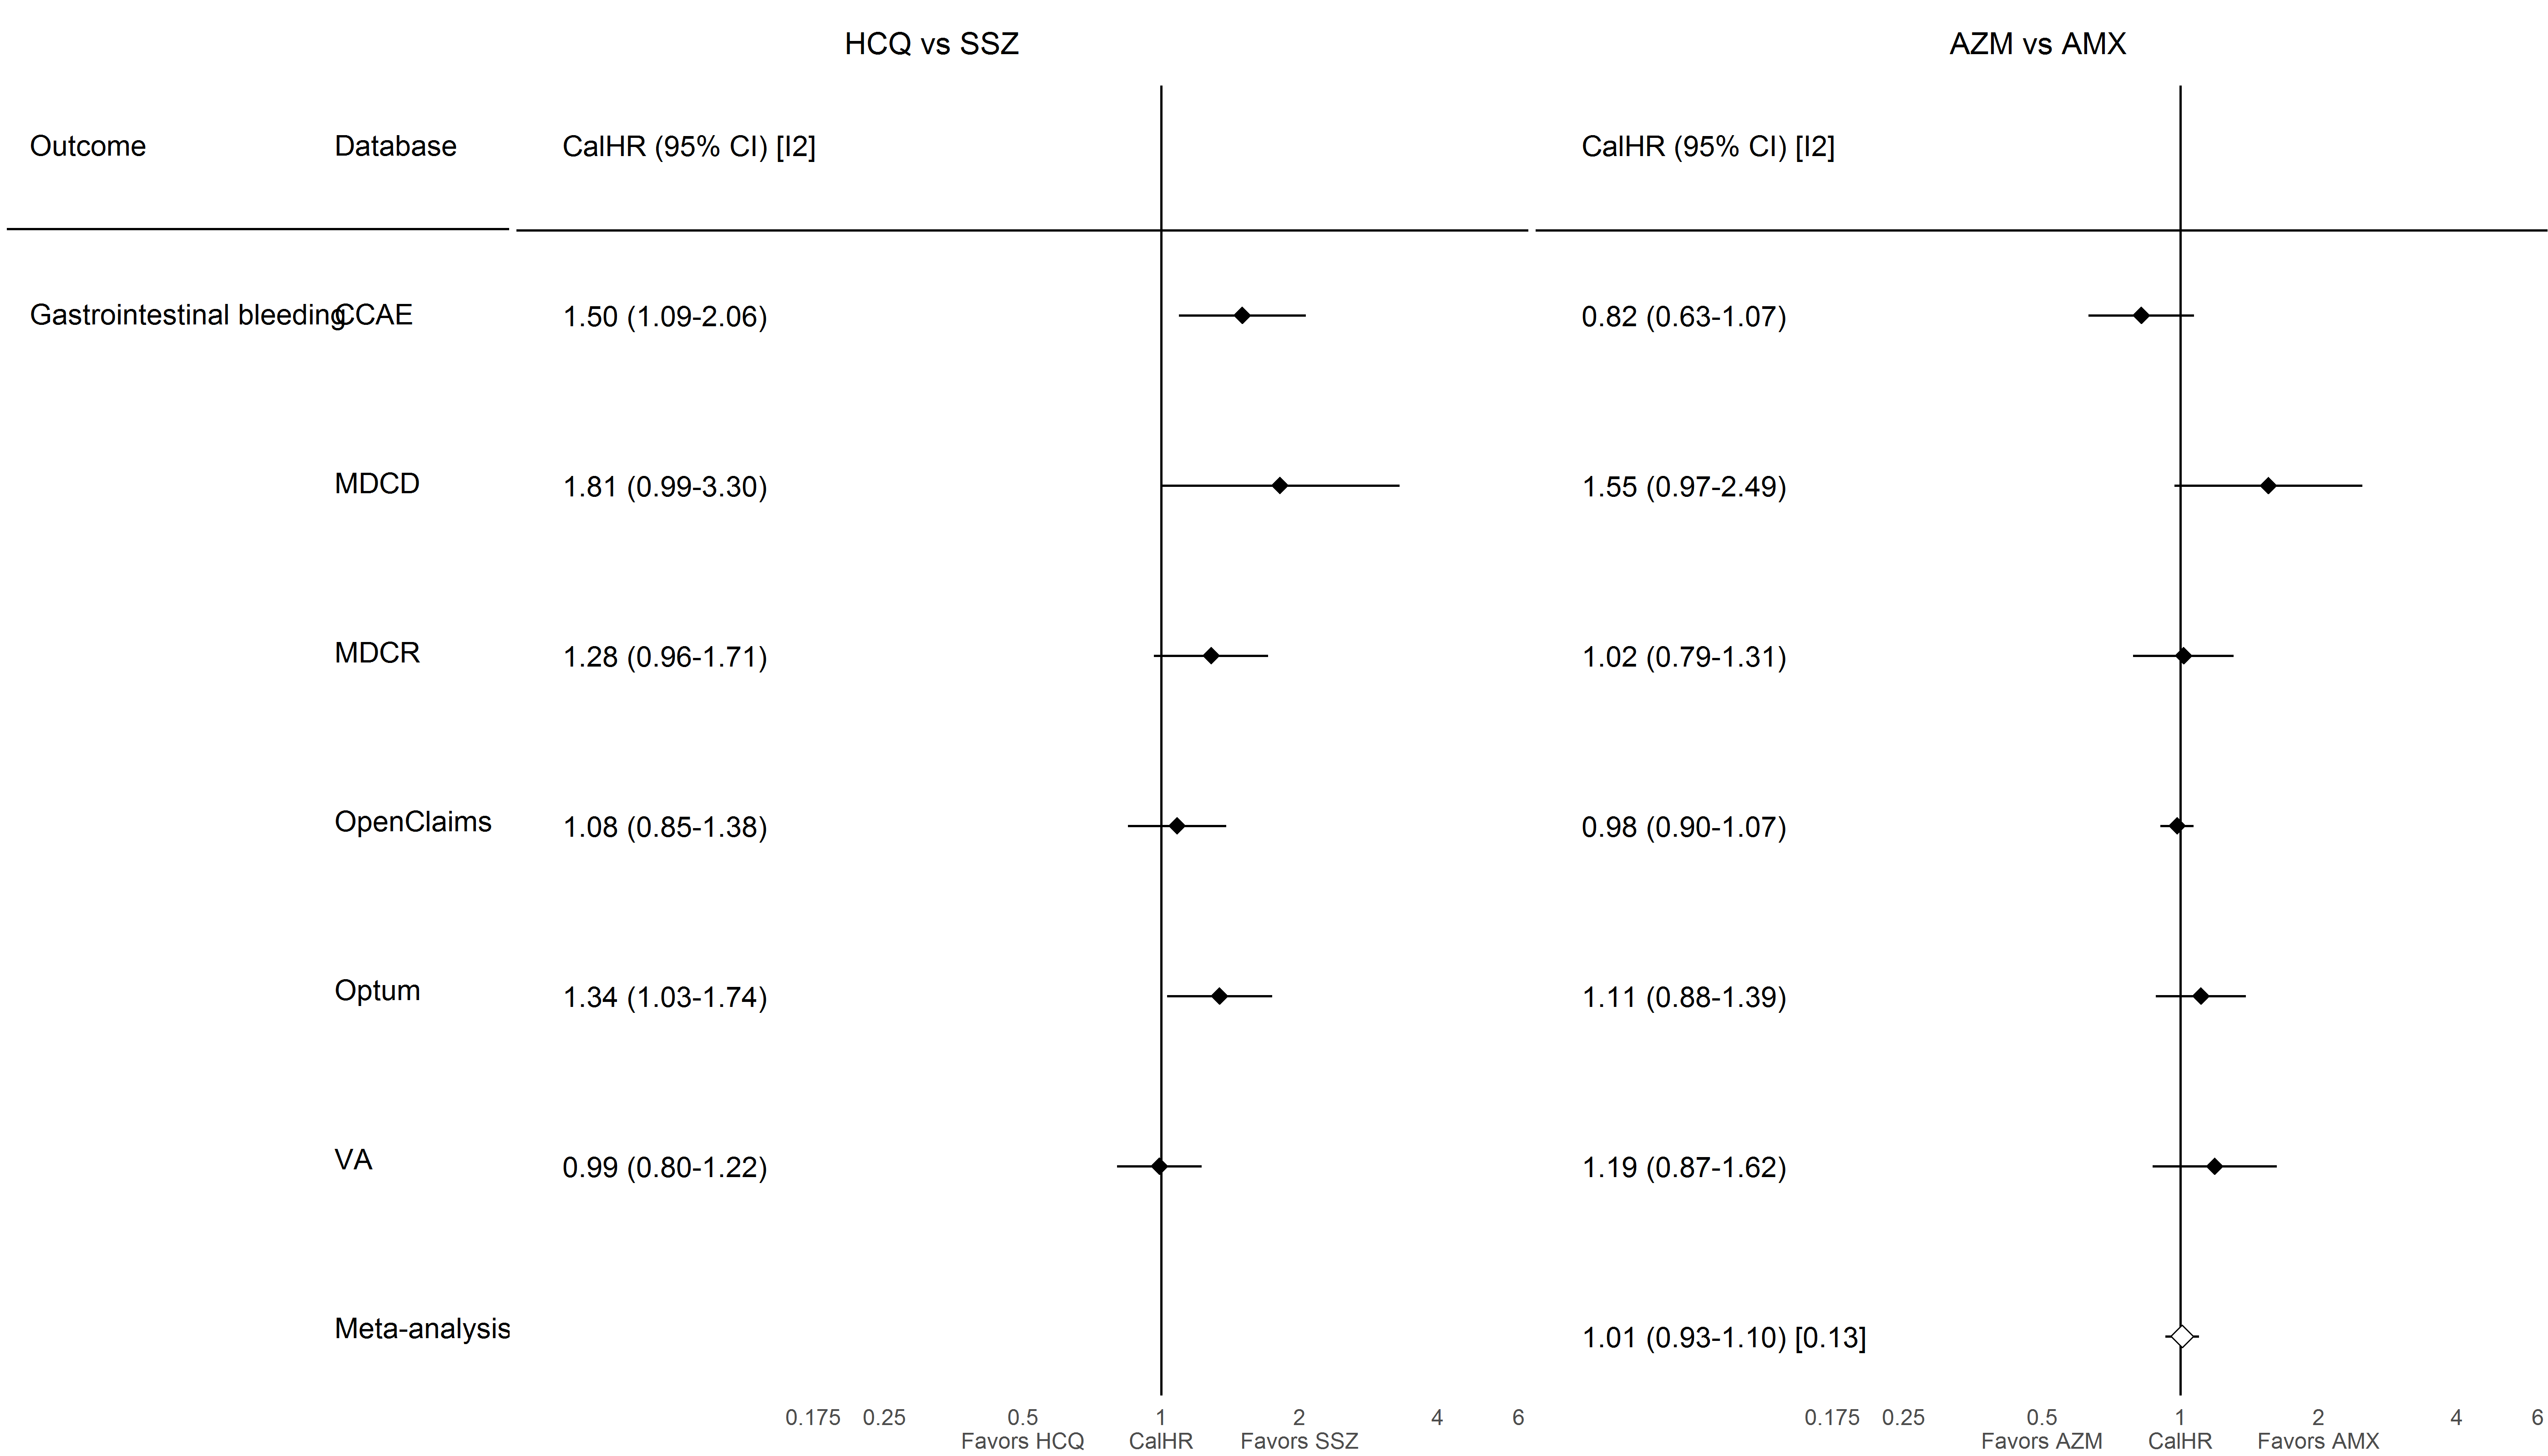 HCQ vs SSZ AZM vs AMX
Outcome Database CalHR (95% CI) [I2] CalHR (95% CI) [I2]
Gastrointestinal bleeding CCAE 1.50 (1.09-2.06) 0.82 (0.63-1.07)
MDCD 1.81 (0.99-3.30) 1.55 (0.97-2.49)
MDCR 1.28 (0.96-1.71) 1.02 (0.79-1.31)
OpenClaims 1.08 (0.85-1.38) 0.98 (0.90-1.07)
Optum 1.34 (1.03-1.74) 1.11 (0.88-1.39)
VA 0.99 (0.80-1.22) 1.19 (0.87-1.62)
Meta-analysis 1.01 (0.93-1.10) [0.13]
0.175 0.25 0.5 1 2 4 6 0.175 0.25 0.5 1 2 4 6
Favors HCQ CalHR Favors SSZ Favors AZM CalHR Favors AMX